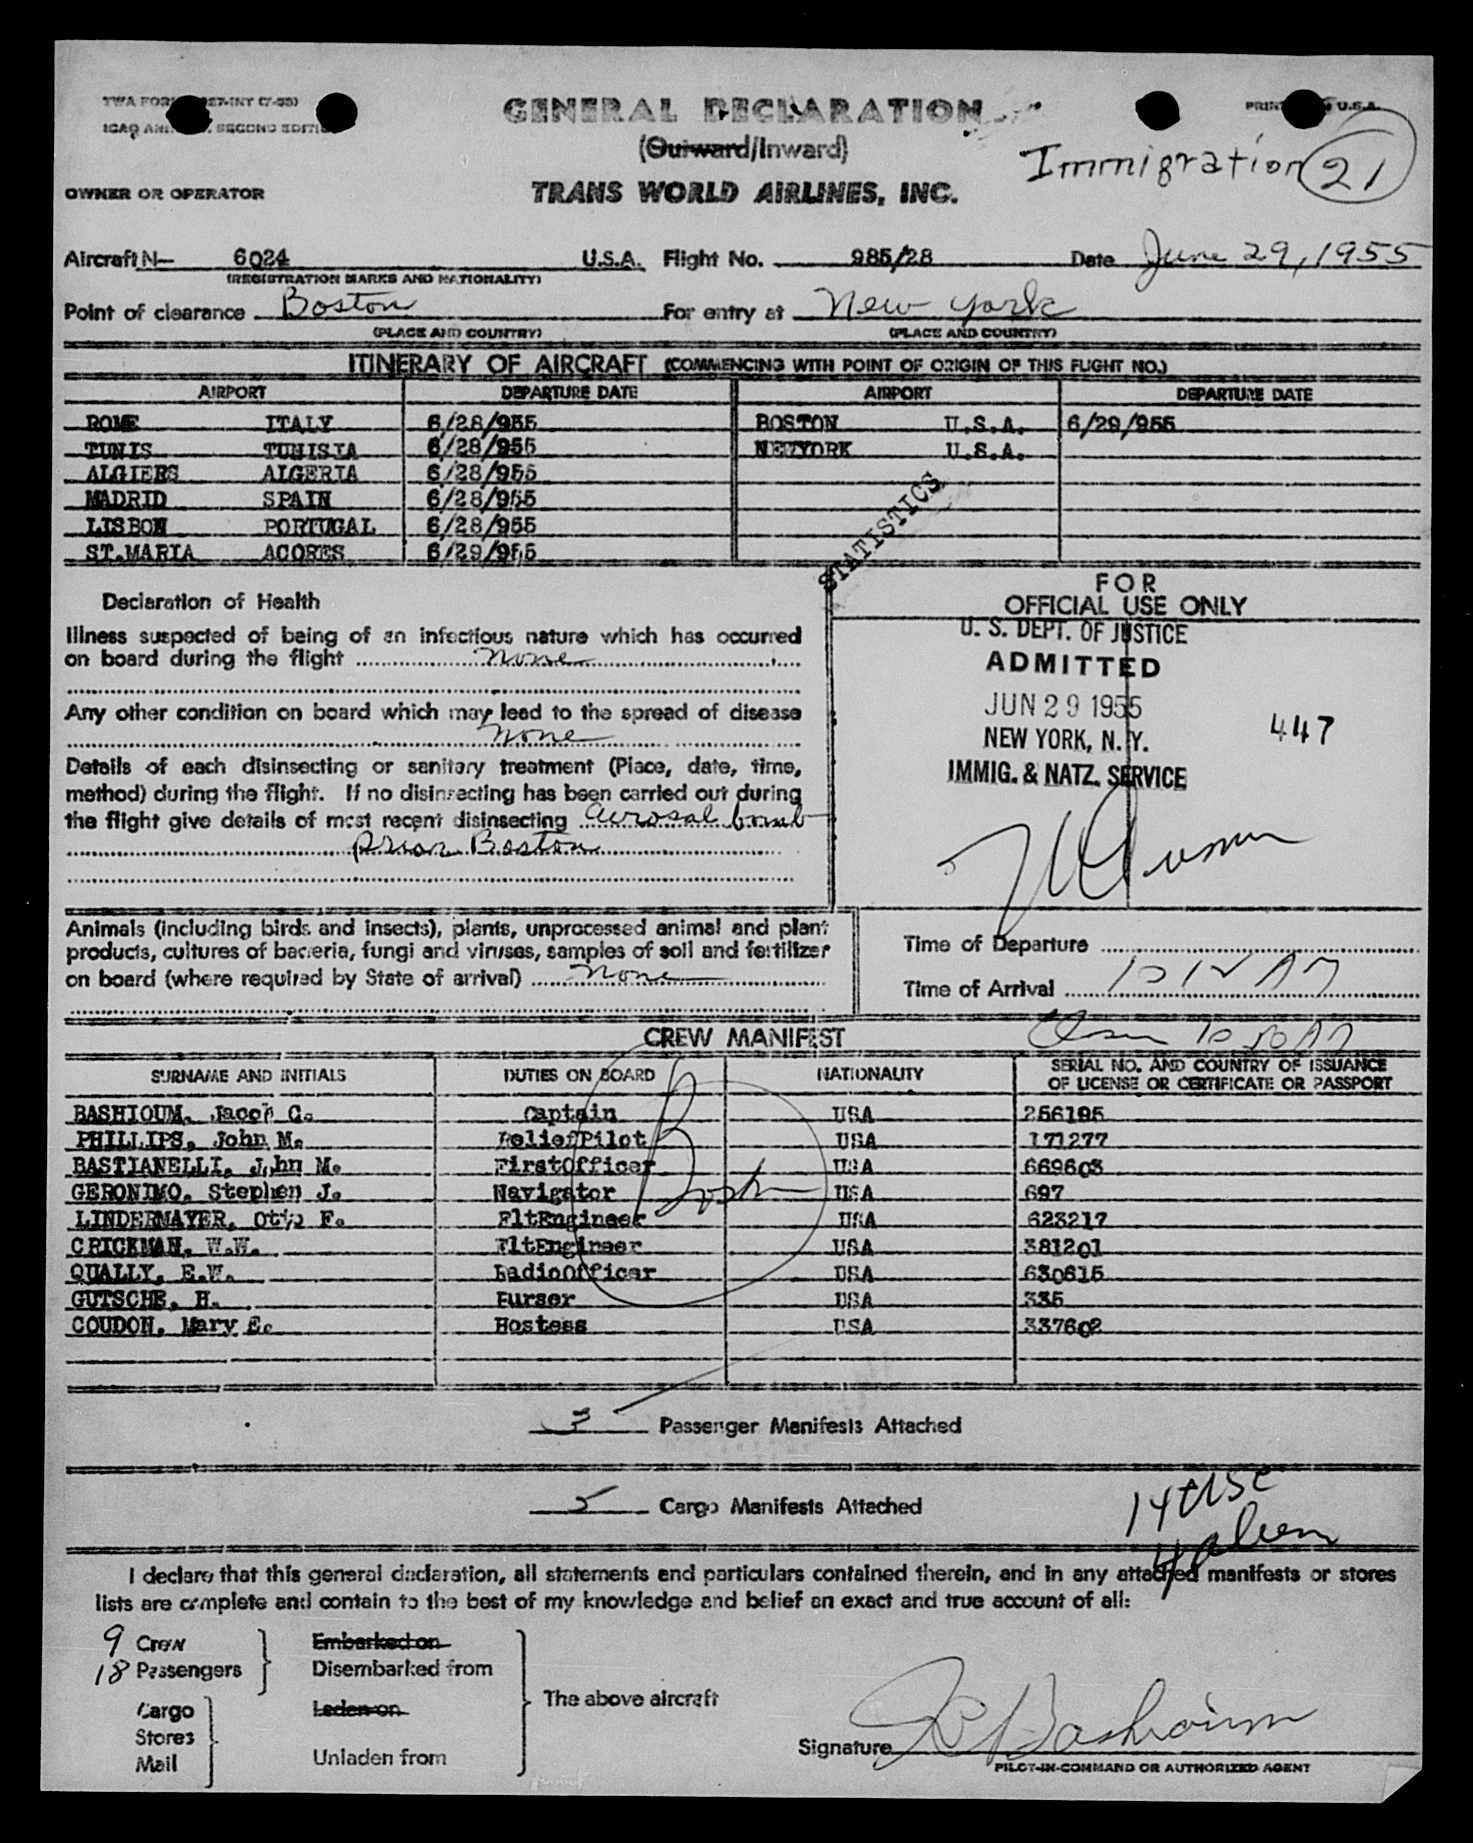 GENERAL DECLARATION
(Outward/Inward)
Immigration 21
OWNER OR OPERATOR TRANS WORLD AIRLINES, INC.
Aircraft N— 6024 U.S.A. Flight No. 985/28 Date June 29, 1955
(REGISTRATION MARKS AND NATIONALITY)
Point of clearance Boston For entry at New York
(PLACE AND COUNTRY) (PLACE AND COUNTRY)
ITINERARY OF AIRCRAFT (COMMENCING WITH POINT OF ORIGIN OF THIS FLIGHT NO.)
AIRPORT DEPARTURE DATE AIRPORT DEPARTURE DATE
ROME ITALY 6/28/955 BOSTON U.S.A. 6/29/955
TUNIS TUNISIA 6/28/955 NEWYORK U.S.A.
ALGIERS ALGERIA 6/28/955
MADRID SPAIN 6/28/955
LISBON PORTUGAL 6/28/955
ST.MARIA ACORES 6/29/955
STATISTICS
Declaration of Health
Illness suspected of being of an infectious nature which has occurred
on board during the flight none
Any other condition on board which may lead to the spread of disease
none
Details of each disinsecting or sanitary treatment (Place, date, time,
method) during the flight. If no disinsecting has been carried out during
the flight give details of most recent disinsecting aerosal bomb
prior Boston
FOR
OFFICIAL USE ONLY
U. S. DEPT. OF JUSTICE
ADMITTED
JUN 29 1955
NEW YORK, N. Y.
IMMIG. & NATZ. SERVICE
447
Animals (including birds and insects), plants, unprocessed animal and plant
products, cultures of bacteria, fungi and viruses, samples of soil and fertilizer
on board (where required by State of arrival) none
Time of Departure
Time of Arrival 1012 AM
1050 AM
CREW MANIFEST
SURNAME AND INITIALS DUTIES ON BOARD NATIONALITY SERIAL NO. AND COUNTRY OF ISSUANCE
OF LICENSE OR CERTIFICATE OR PASSPORT
BASHIOUM, Jacob C. Captain USA 256195
PHILLIPS, John M. ReliefPilot USA 171277
BASTIANELLI, John M. FirstOfficer USA 669603
GERONIMO, Stephen J. Navigator USA 697
LINDERMAYER, Otto F. FltEngineer USA 623217
CRICKMAN, W.W. FltEngineer USA 381201
QUALLY, E.W. RadioOfficer USA 630615
GUTSCHE, H. Purser USA 335
COUDON, Mary E. Hostess USA 337602
Boston
3 Passenger Manifests Attached
5 Cargo Manifests Attached
14 USC
4 alien
I declare that this general declaration, all statements and particulars contained therein, and in any attached manifests or stores
lists are complete and contain to the best of my knowledge and belief an exact and true account of all:
9 Crew Embarked on
18 Passengers Disembarked from
Cargo Laden on The above aircraft
Stores
Mail Unladen from
Signature JC Bashioum
PILOT-IN-COMMAND OR AUTHORIZED AGENT